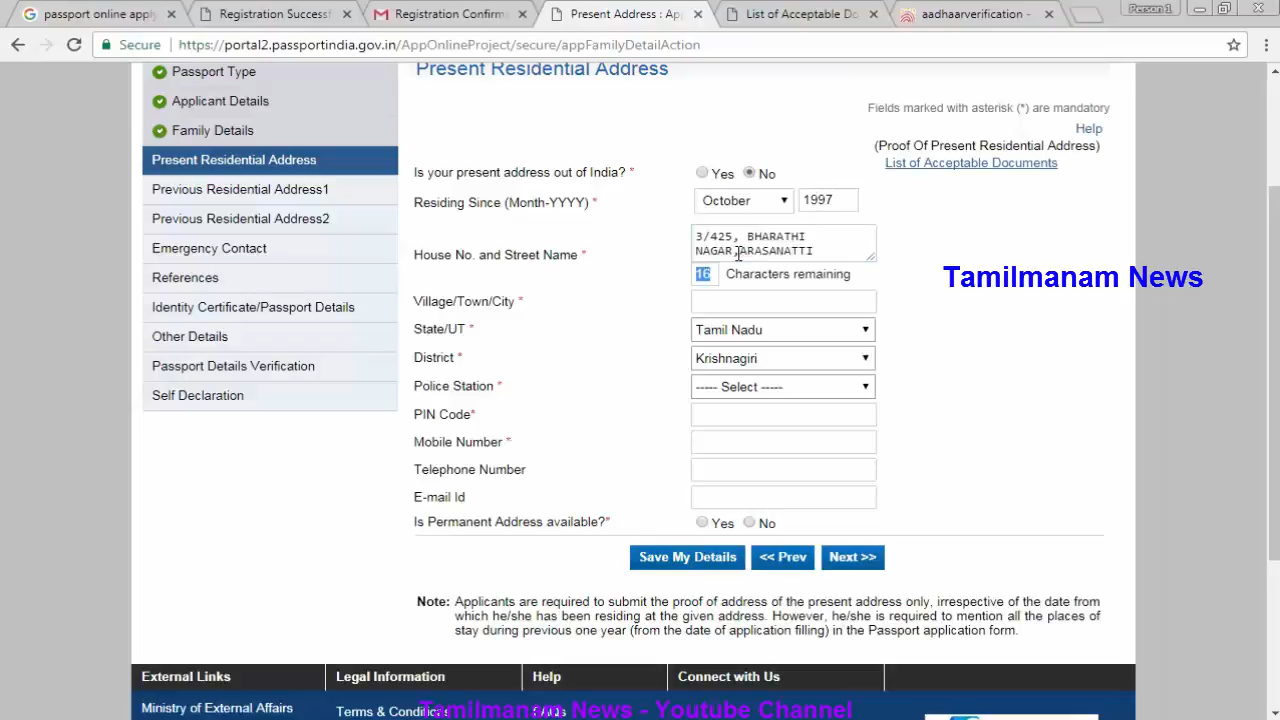 passport online apply
Registration Successf
Registration Confirma
Present Address : Ap
List of Acceptable Do
aadhaarverification -
Person 1
Secure
https://portal2.passportindia.gov.in/AppOnlineProject/secure/appFamilyDetailAction
Passport Type
Applicant Details
Family Details
Present Residential Address
Previous Residential Address1
Previous Residential Address2
Emergency Contact
References
Identity Certificate/Passport Details
Other Details
Passport Details Verification
Self Declaration
Present Residential Address
Fields marked with asterisk (*) are mandatory
Help
(Proof Of Present Residential Address)
List of Acceptable Documents
Is your present address out of India? * Yes No
Residing Since (Month-YYYY) * October 1997
House No. and Street Name * 3/425, BHARATHI
NAGAR,ARASANATTI
16 Characters remaining
Village/Town/City *
State/UT * Tamil Nadu
District * Krishnagiri
Police Station * ----- Select -----
PIN Code*
Mobile Number *
Telephone Number
E-mail Id
Is Permanent Address available?* Yes No
Save My Details << Prev Next >>
Tamilmanam News
Note: Applicants are required to submit the proof of address of the present address only, irrespective of the date from
which he/she has been residing at the given address. However, he/she is required to mention all the places of
stay during previous one year (from the date of application filling) in the Passport application form.
External Links Legal Information Help Connect with Us
Ministry of External Affairs Terms & Conditions FAQs
Tamilmanam News - Youtube Channel